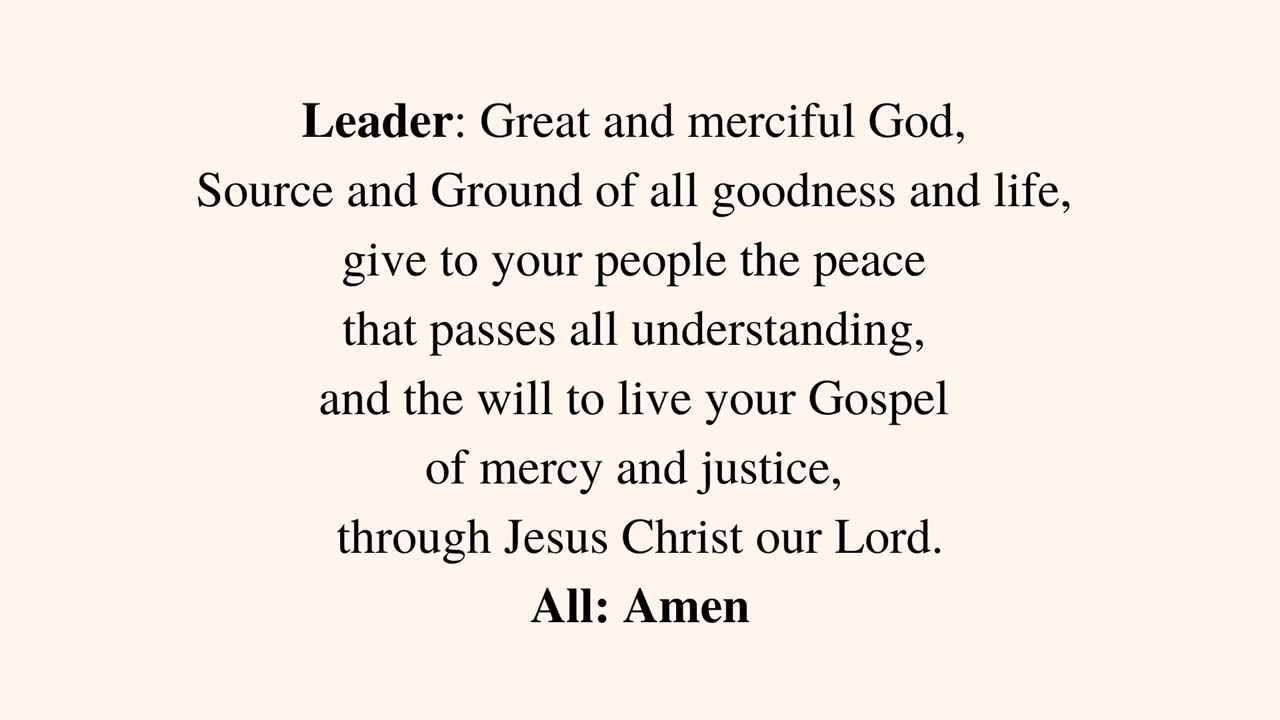 Leader: Great and merciful God,
Source and Ground of all goodness and life,
give to your people the peace
that passes all understanding,
and the will to live your Gospel
of mercy and justice,
through Jesus Christ our Lord.
All: Amen